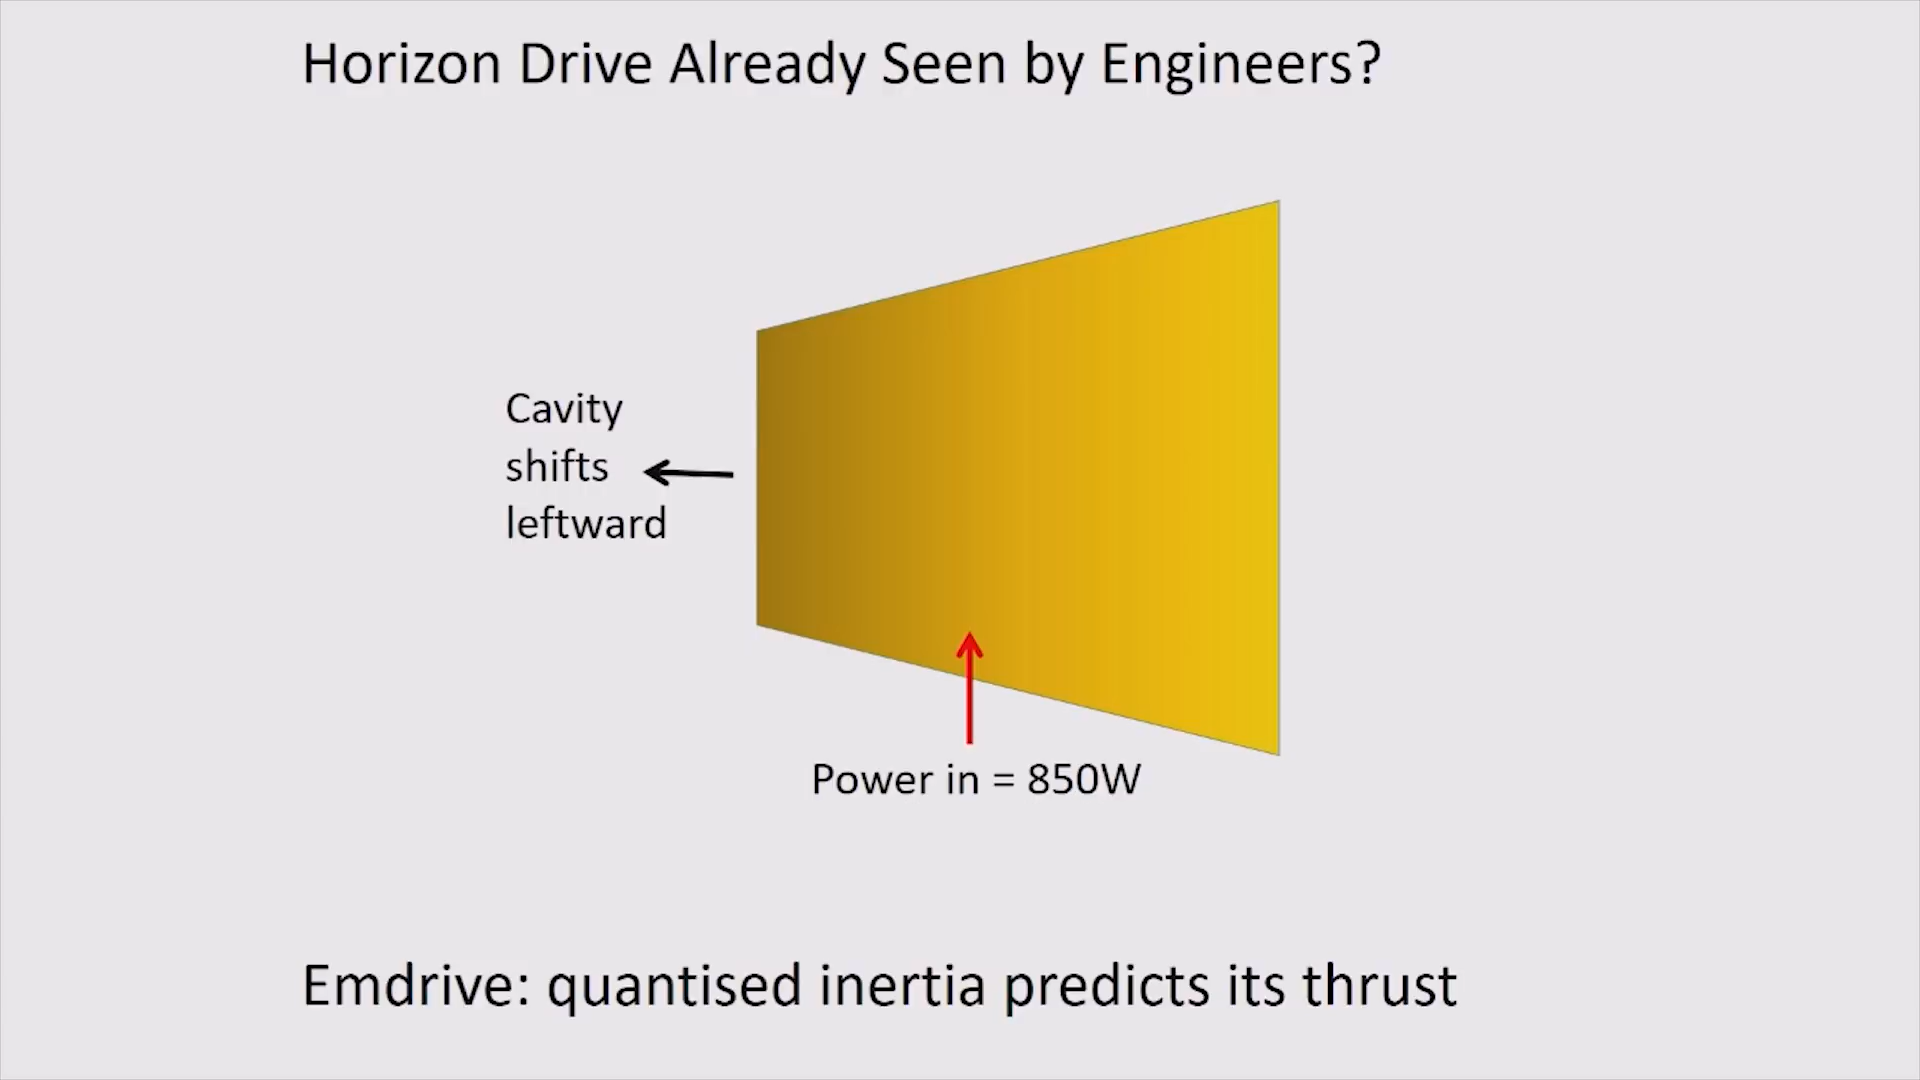 Horizon Drive Already Seen by Engineers?
Cavity
shifts
leftward
Power in = 850W
Emdrive: quantised inertia predicts its thrust